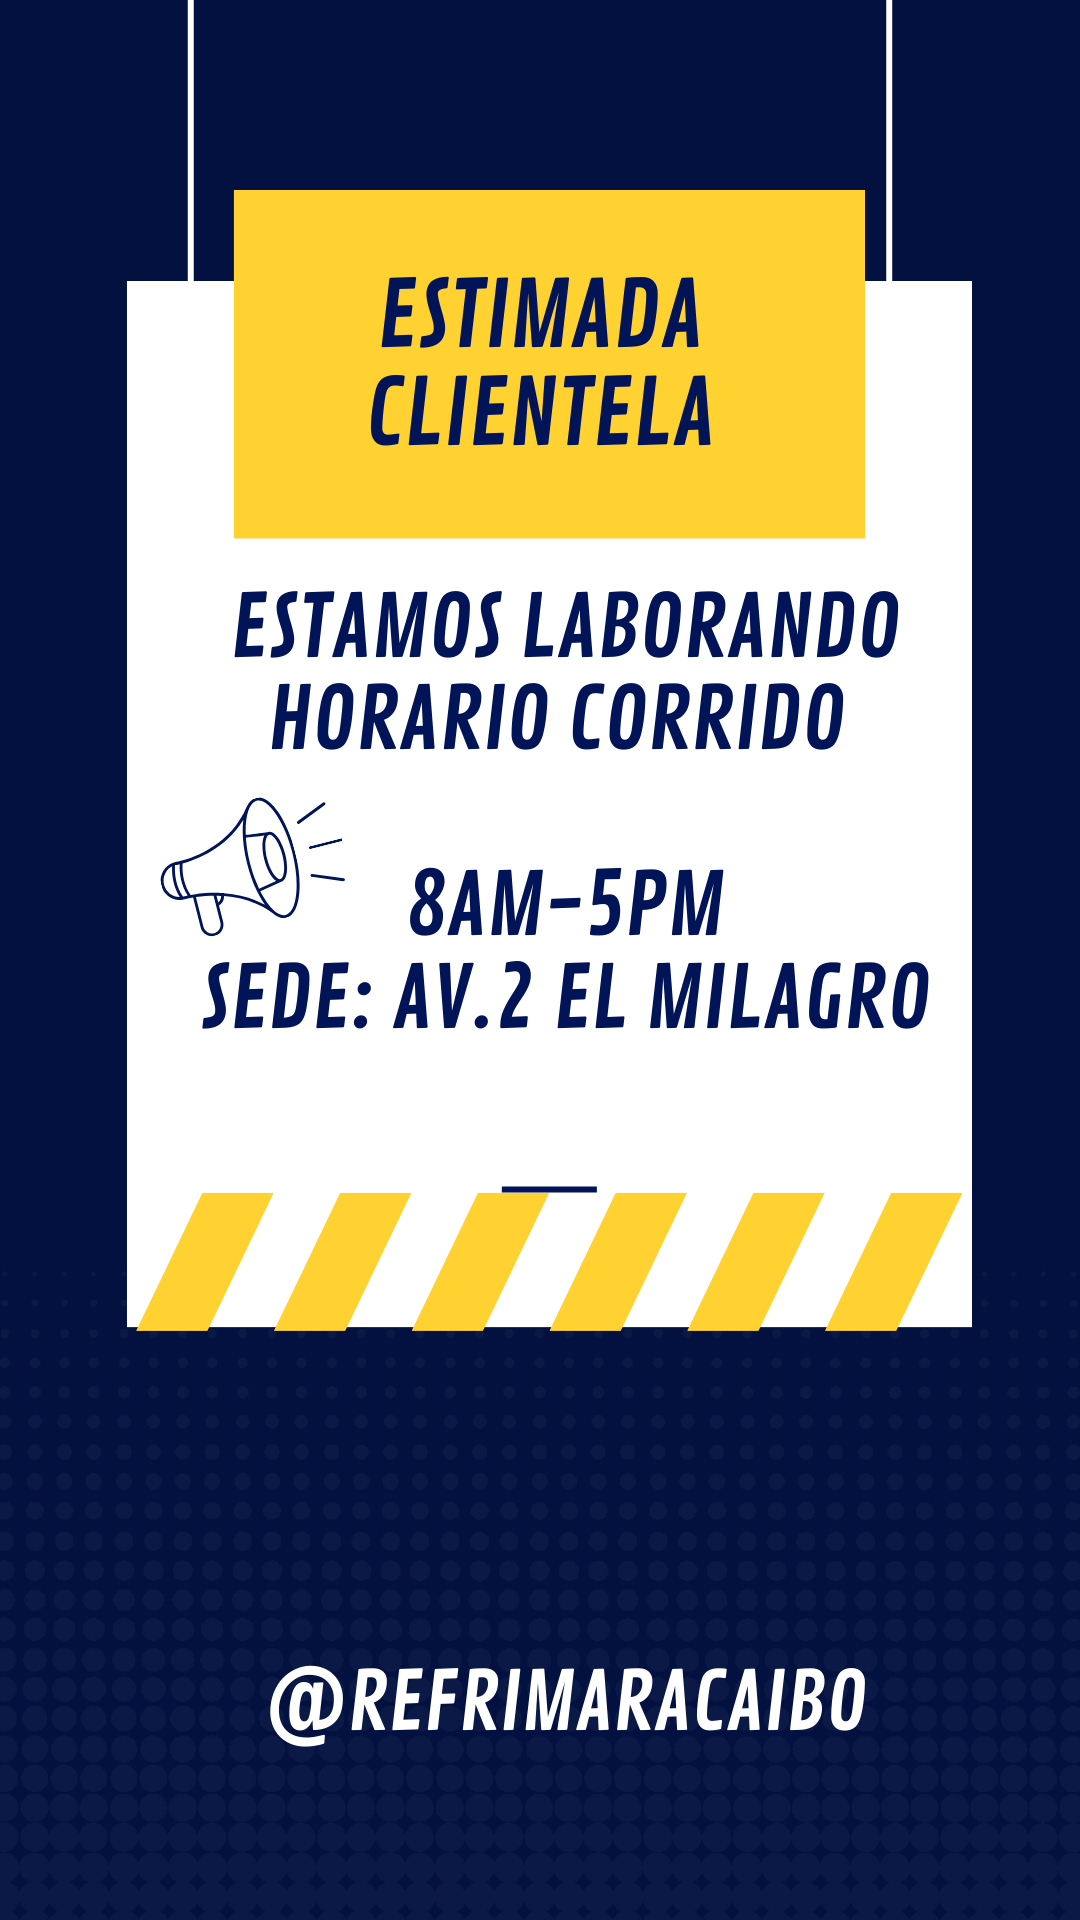 ESTIMADA
CLIENTELA
ESTAMOS LABORANDO
HORARIO CORRIDO
8AM-5PM
SEDE: AV.2 EL MILAGRO
@REFRIMARACAIBO